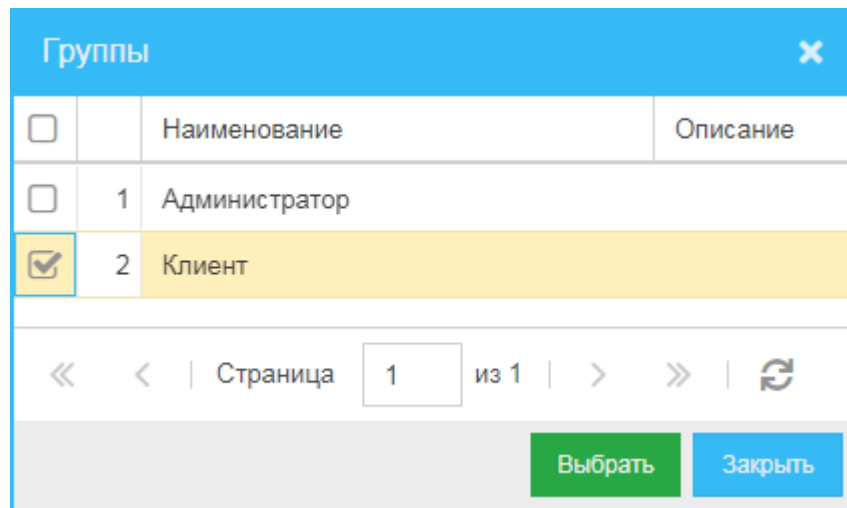 Группы
Наименование Описание
1 Администратор
2 Клиент
Страница 1 из 1
Выбрать Закрыть